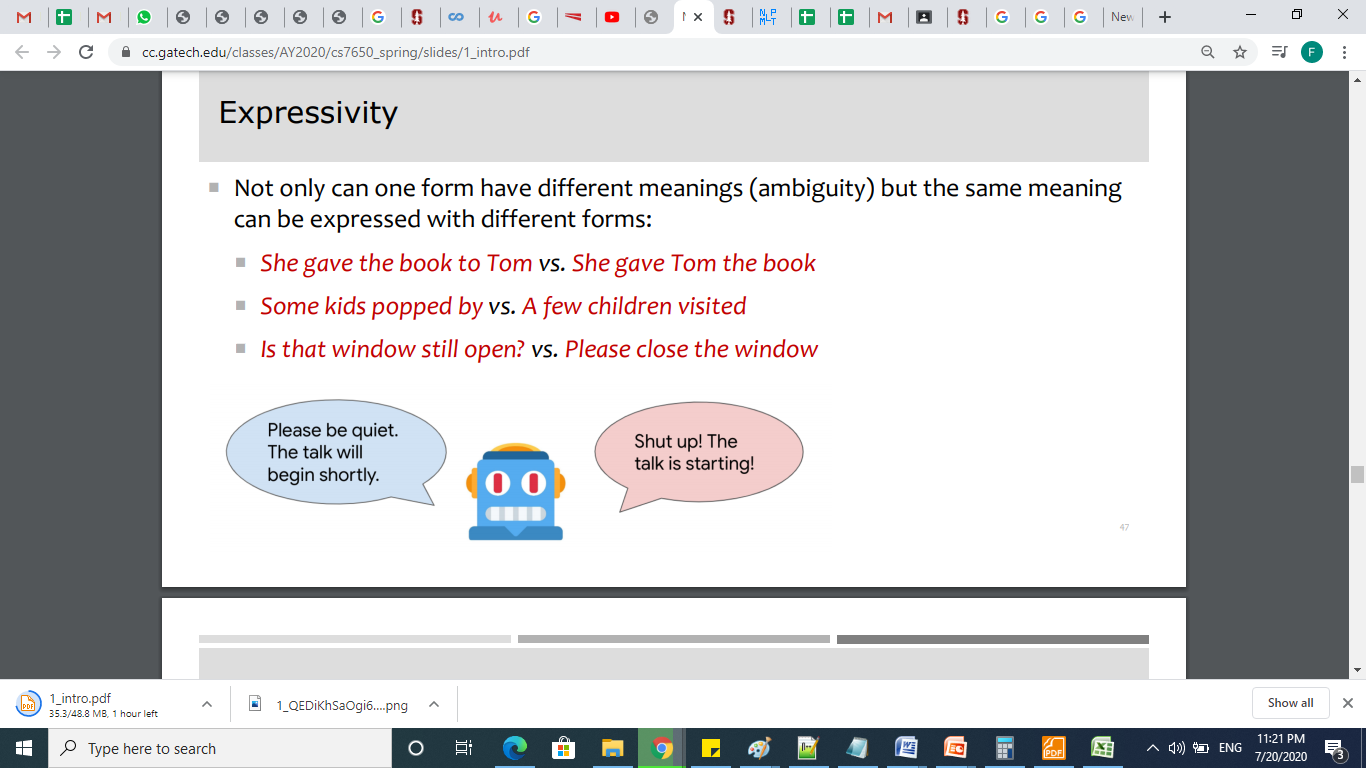 New
cc.gatech.edu/classes/AY2020/cs7650_spring/slides/1_intro.pdf
F
Expressivity
Not only can one form have different meanings (ambiguity) but the same meaning
can be expressed with different forms:
She gave the book to Tom vs. She gave Tom the book
Some kids popped by vs. A few children visited
Is that window still open? vs. Please close the window
Please be quiet.
The talk will
begin shortly.
Shut up! The
talk is starting!
47
1_intro.pdf
35.3/48.8 MB, 1 hour left
1_QEDiKhSaOgi6....png
Show all
Type here to search
ENG
11:21 PM
7/20/2020
3